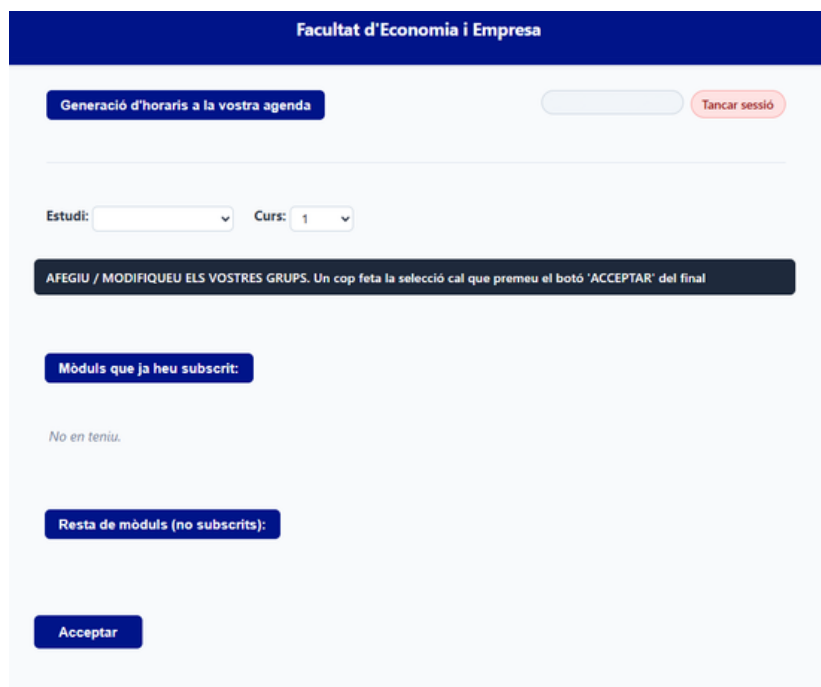 Facultat d'Economia i Empresa
Generació d'horaris a la vostra agenda
Tancar sessió
Estudi:
Curs: 1
AFEGIU / MODIFIQUEU ELS VOSTRES GRUPS. Un cop feta la selecció cal que premeu el botó 'ACCEPTAR' del final
Mòduls que ja heu subscrit:
No en teniu.
Resta de mòduls (no subscrits):
Acceptar